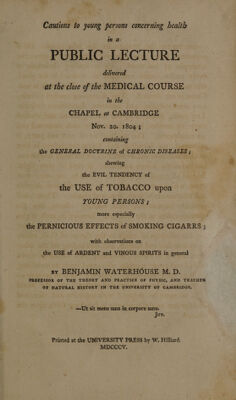 Cautions to young persons concerning health
in a
PUBLIC LECTURE
delivered
at the close of the MEDICAL COURSE
in the
CHAPEL at CAMBRIDGE
Nov. 20. 1804;
containing
the GENERAL DOCTRINE of CHRONIC DISEASES;
shewing
the EVIL TENDENCY of
the USE of TOBACCO upon
YOUNG PERSONS;
more especially
the PERNICIOUS EFFECTS of SMOKING CIGARRS;
with observations on
the USE of ARDENT and VINOUS SPIRITS in general
BY BENJAMIN WATERHOUSE M. D.
PROFESSOR OF THE THEORY AND PRACTICE OF PHYSIC, AND TEACHER
OF NATURAL HISTORY IN THE UNIVERSITY OF CAMBRIDGE.
—Ut sit mens sana in corpore sano.
JUV.
Printed at the UNIVERSITY PRESS by W. Hilliard.
MDCCCV.